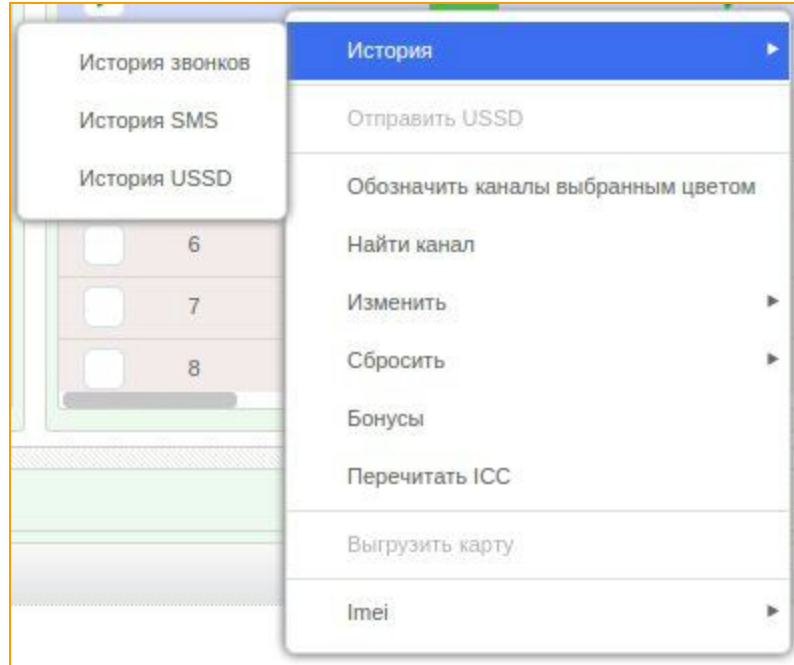 История звонков
История SMS
История USSD
6
7
8
История
Отправить USSD
Обозначить каналы выбранным цветом
Найти канал
Изменить
Сбросить
Бонусы
Перечитать ICC
Выгрузить карту
Imei